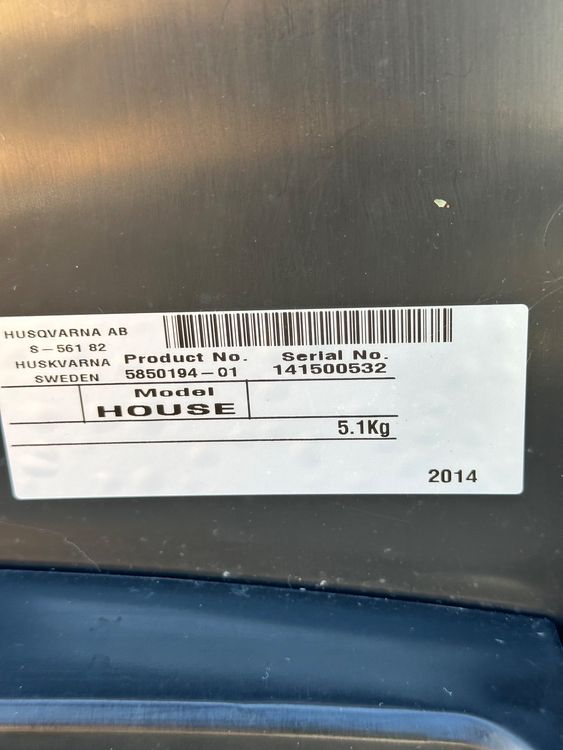 HUSQVARNA AB
S-561 82
HUSKVARNA
SWEDEN
Product No. Serial No.
5850194-01 141500532
Model
HOUSE
5.1Kg
2014